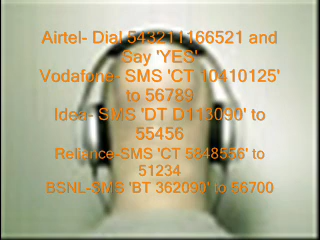 Airtel- Dial 543211166521 and
Say 'YES'
Vodafone- SMS 'CT 10410125'
to 56789
Idea- SMS 'DT D113090' to
55456
Reliance-SMS 'CT 5848556' to
51234
BSNL-SMS 'BT 362090' to 56700